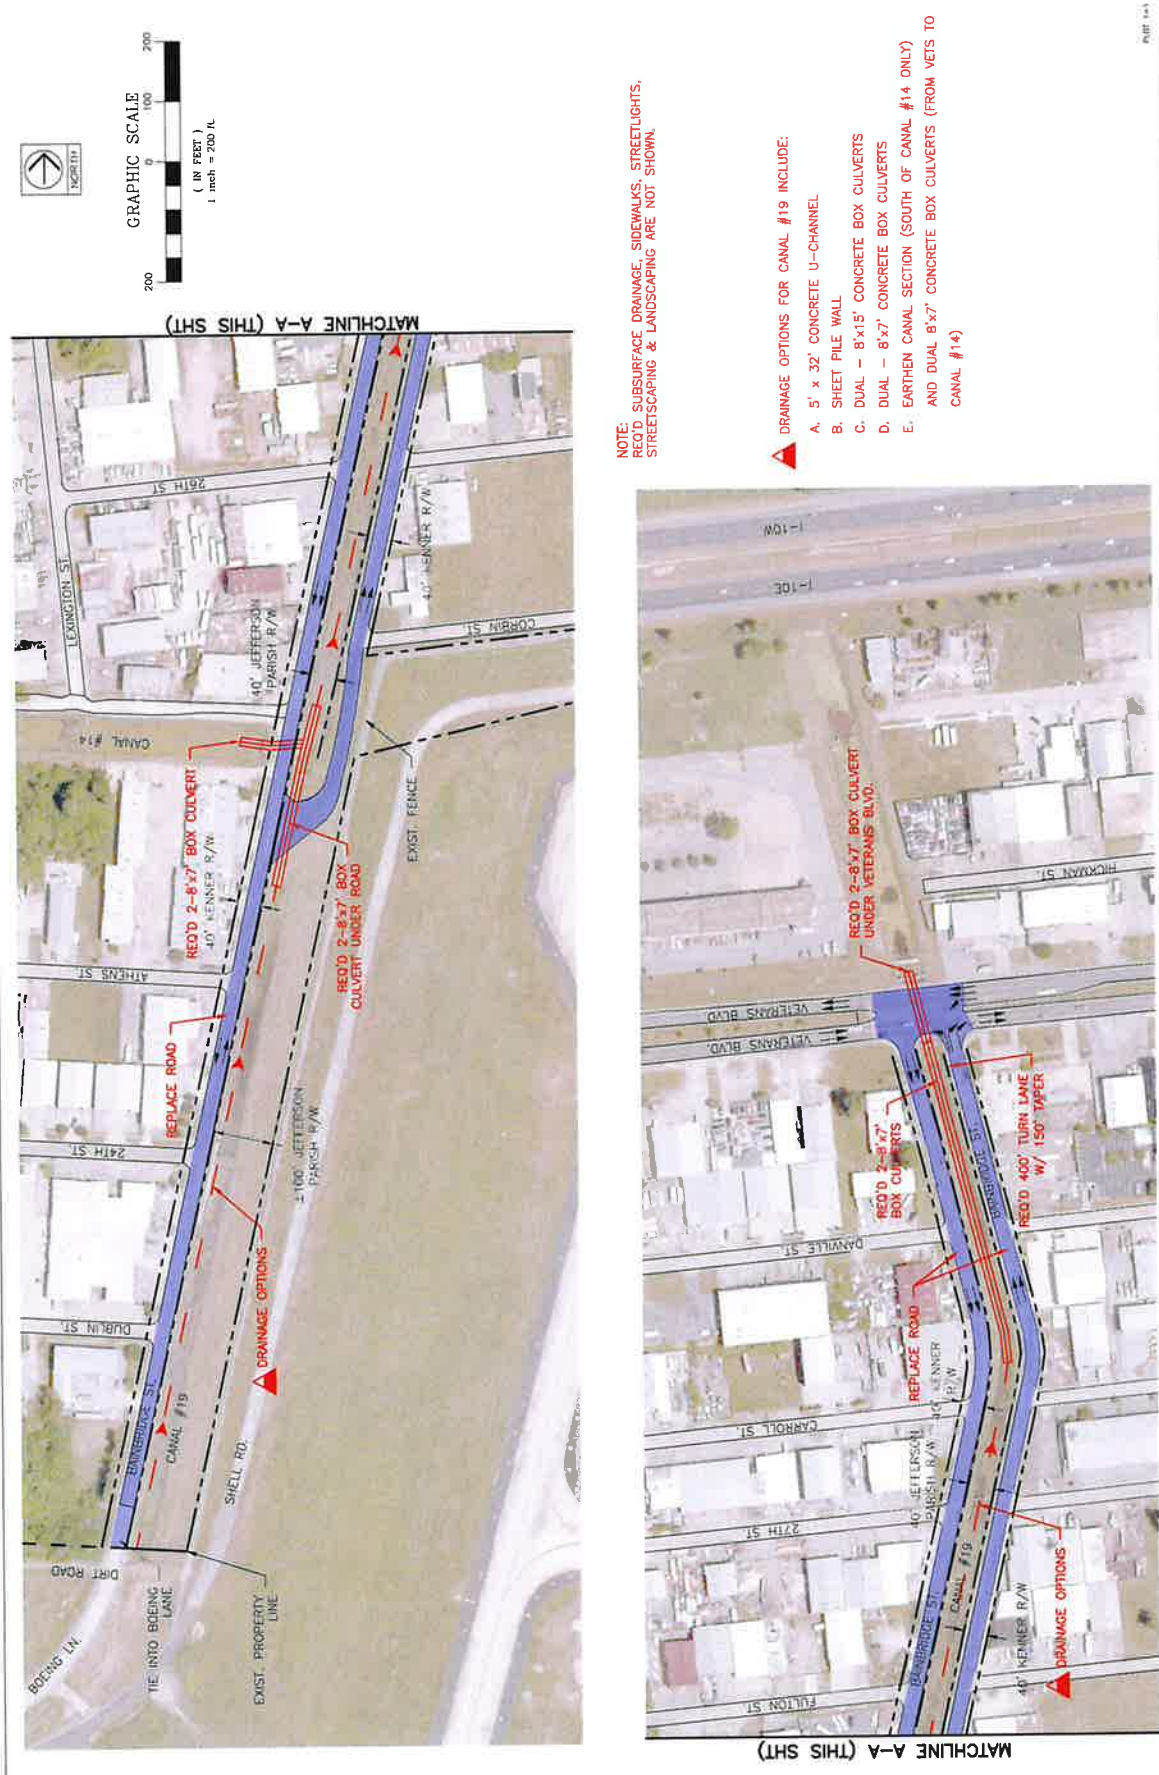 NORTH
GRAPHIC SCALE
200
0
100
200
( IN FEET )
1 inch = 200 ft.
MATCHLINE A-A (THIS SHT)
BOEING LN.
DIRT ROAD
TIE INTO BOEING
LANE
EXIST. PROPERTY
LINE
SHELL RD.
BAINBRIDGE ST.
CANAL #19
DUBLIN ST.
DRAINAGE OPTIONS
24TH ST.
REPLACE ROAD
±100' JEFFERSON
PARISH R/W
ATHENS ST
40' KENNER R/W
REQ'D 2-8'x7' BOX CULVERT
REQ'D 2-8'x7' BOX
CULVERT UNDER ROAD
EXIST. FENCE
CANAL #14
LEXINGTON ST.
40' JEFFERSON
PARISH R/W
CORBIN ST.
40' KENNER R/W
26TH ST
NOTE:
REQ'D SUBSURFACE DRAINAGE, SIDEWALKS, STREETLIGHTS,
STREETSCAPING & LANDSCAPING ARE NOT SHOWN.
DRAINAGE OPTIONS FOR CANAL #19 INCLUDE:
A. 5' x 32' CONCRETE U-CHANNEL
B. SHEET PILE WALL
C. DUAL - 8'x15' CONCRETE BOX CULVERTS
D. DUAL - 8'x7' CONCRETE BOX CULVERTS
E. EARTHEN CANAL SECTION (SOUTH OF CANAL #14 ONLY)
AND DUAL 8'x7' CONCRETE BOX CULVERTS (FROM VETS TO
CANAL #14)
MATCHLINE A-A (THIS SHT)
FULTON ST.
BAINBRIDGE ST.
CANAL #19
40' KENNER R/W
DRAINAGE OPTIONS
27TH ST
40' JEFFERSON
PARISH R/W
CARROLL ST.
40' KENNER
R/W
REPLACE ROAD
DANVILLE ST.
REQ'D 2-8'x7'
BOX CULVERTS
BAINBRIDGE ST.
REQ'D 400' TURN LANE
W/ 150' TAPER
VETERANS BLVD.
VETERANS BLVD
REQ'D 2-8'x7' BOX CULVERT
UNDER VETERANS BLVD.
HICKMAN ST.
I-10E
I-10W